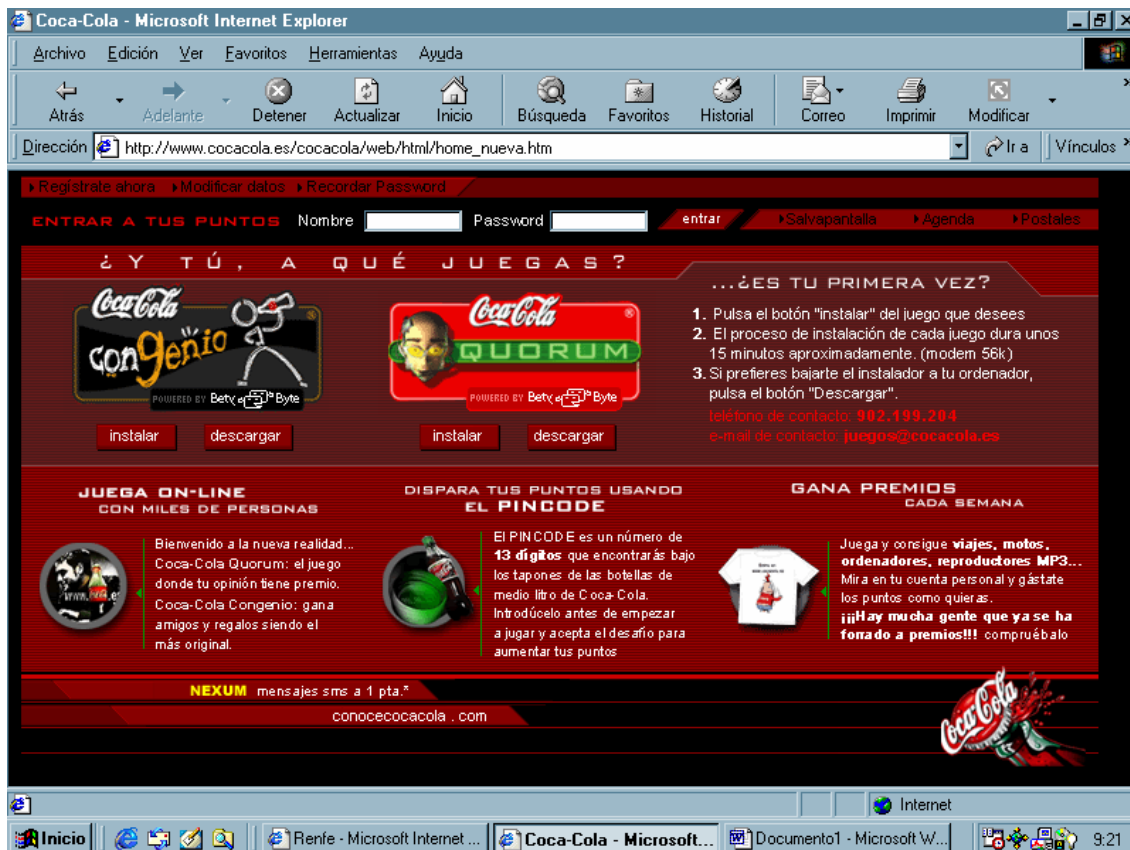 Coca-Cola - Microsoft Internet Explorer
Archivo Edición Ver Favoritos Herramientas Ayuda
Atrás Adelante Detener Actualizar Inicio Búsqueda Favoritos Historial Correo Imprimir Modificar
Dirección http://www.cocacola.es/cocacola/web/html/home_nueva.htm Ir a Vínculos
Regístrate ahora Modificar datos Recordar Password
ENTRAR A TUS PUNTOS Nombre Password entrar Salvapantalla Agenda Postales
¿Y TÚ, A QUÉ JUEGAS?
Coca-Cola
conGenio
POWERED BY Bety Byte
instalar descargar
Coca-Cola
QUORUM
POWERED BY Bety Byte
instalar descargar
...¿ES TU PRIMERA VEZ?
1. Pulsa el botón "instalar" del juego que desees
2. El proceso de instalación de cada juego dura unos
15 minutos aproximadamente. (modem 56k)
3. Si prefieres bajarte el instalador a tu ordenador,
pulsa el botón "Descargar".
teléfono de contacto: 902.199.204
e-mail de contacto: juegos@cocacola.es
JUEGA ON-LINE
CON MILES DE PERSONAS
Bienvenido a la nueva realidad...
Coca-Cola Quorum: el juego
donde tu opinión tiene premio.
Coca-Cola Congenio: gana
amigos y regalos siendo el
más original.
DISPARA TUS PUNTOS USANDO
EL PINCODE
El PINCODE es un número de
13 dígitos que encontrarás bajo
los tapones de las botellas de
medio litro de Coca-Cola.
Introdúcelo antes de empezar
a jugar y acepta el desafío para
aumentar tus puntos
GANA PREMIOS
CADA SEMANA
Juega y consigue viajes, motos,
ordenadores, reproductores MP3...
Mira en tu cuenta personal y gástate
los puntos como quieras.
¡¡¡Hay mucha gente que ya se ha
forrado a premios!!! compruébalo
NEXUM mensajes sms a 1 pta.*
conocecocacola . com
Coca-Cola
Internet
Inicio Renfe - Microsoft Internet ... Coca-Cola - Microsoft... Documento1 - Microsoft W... 9:21